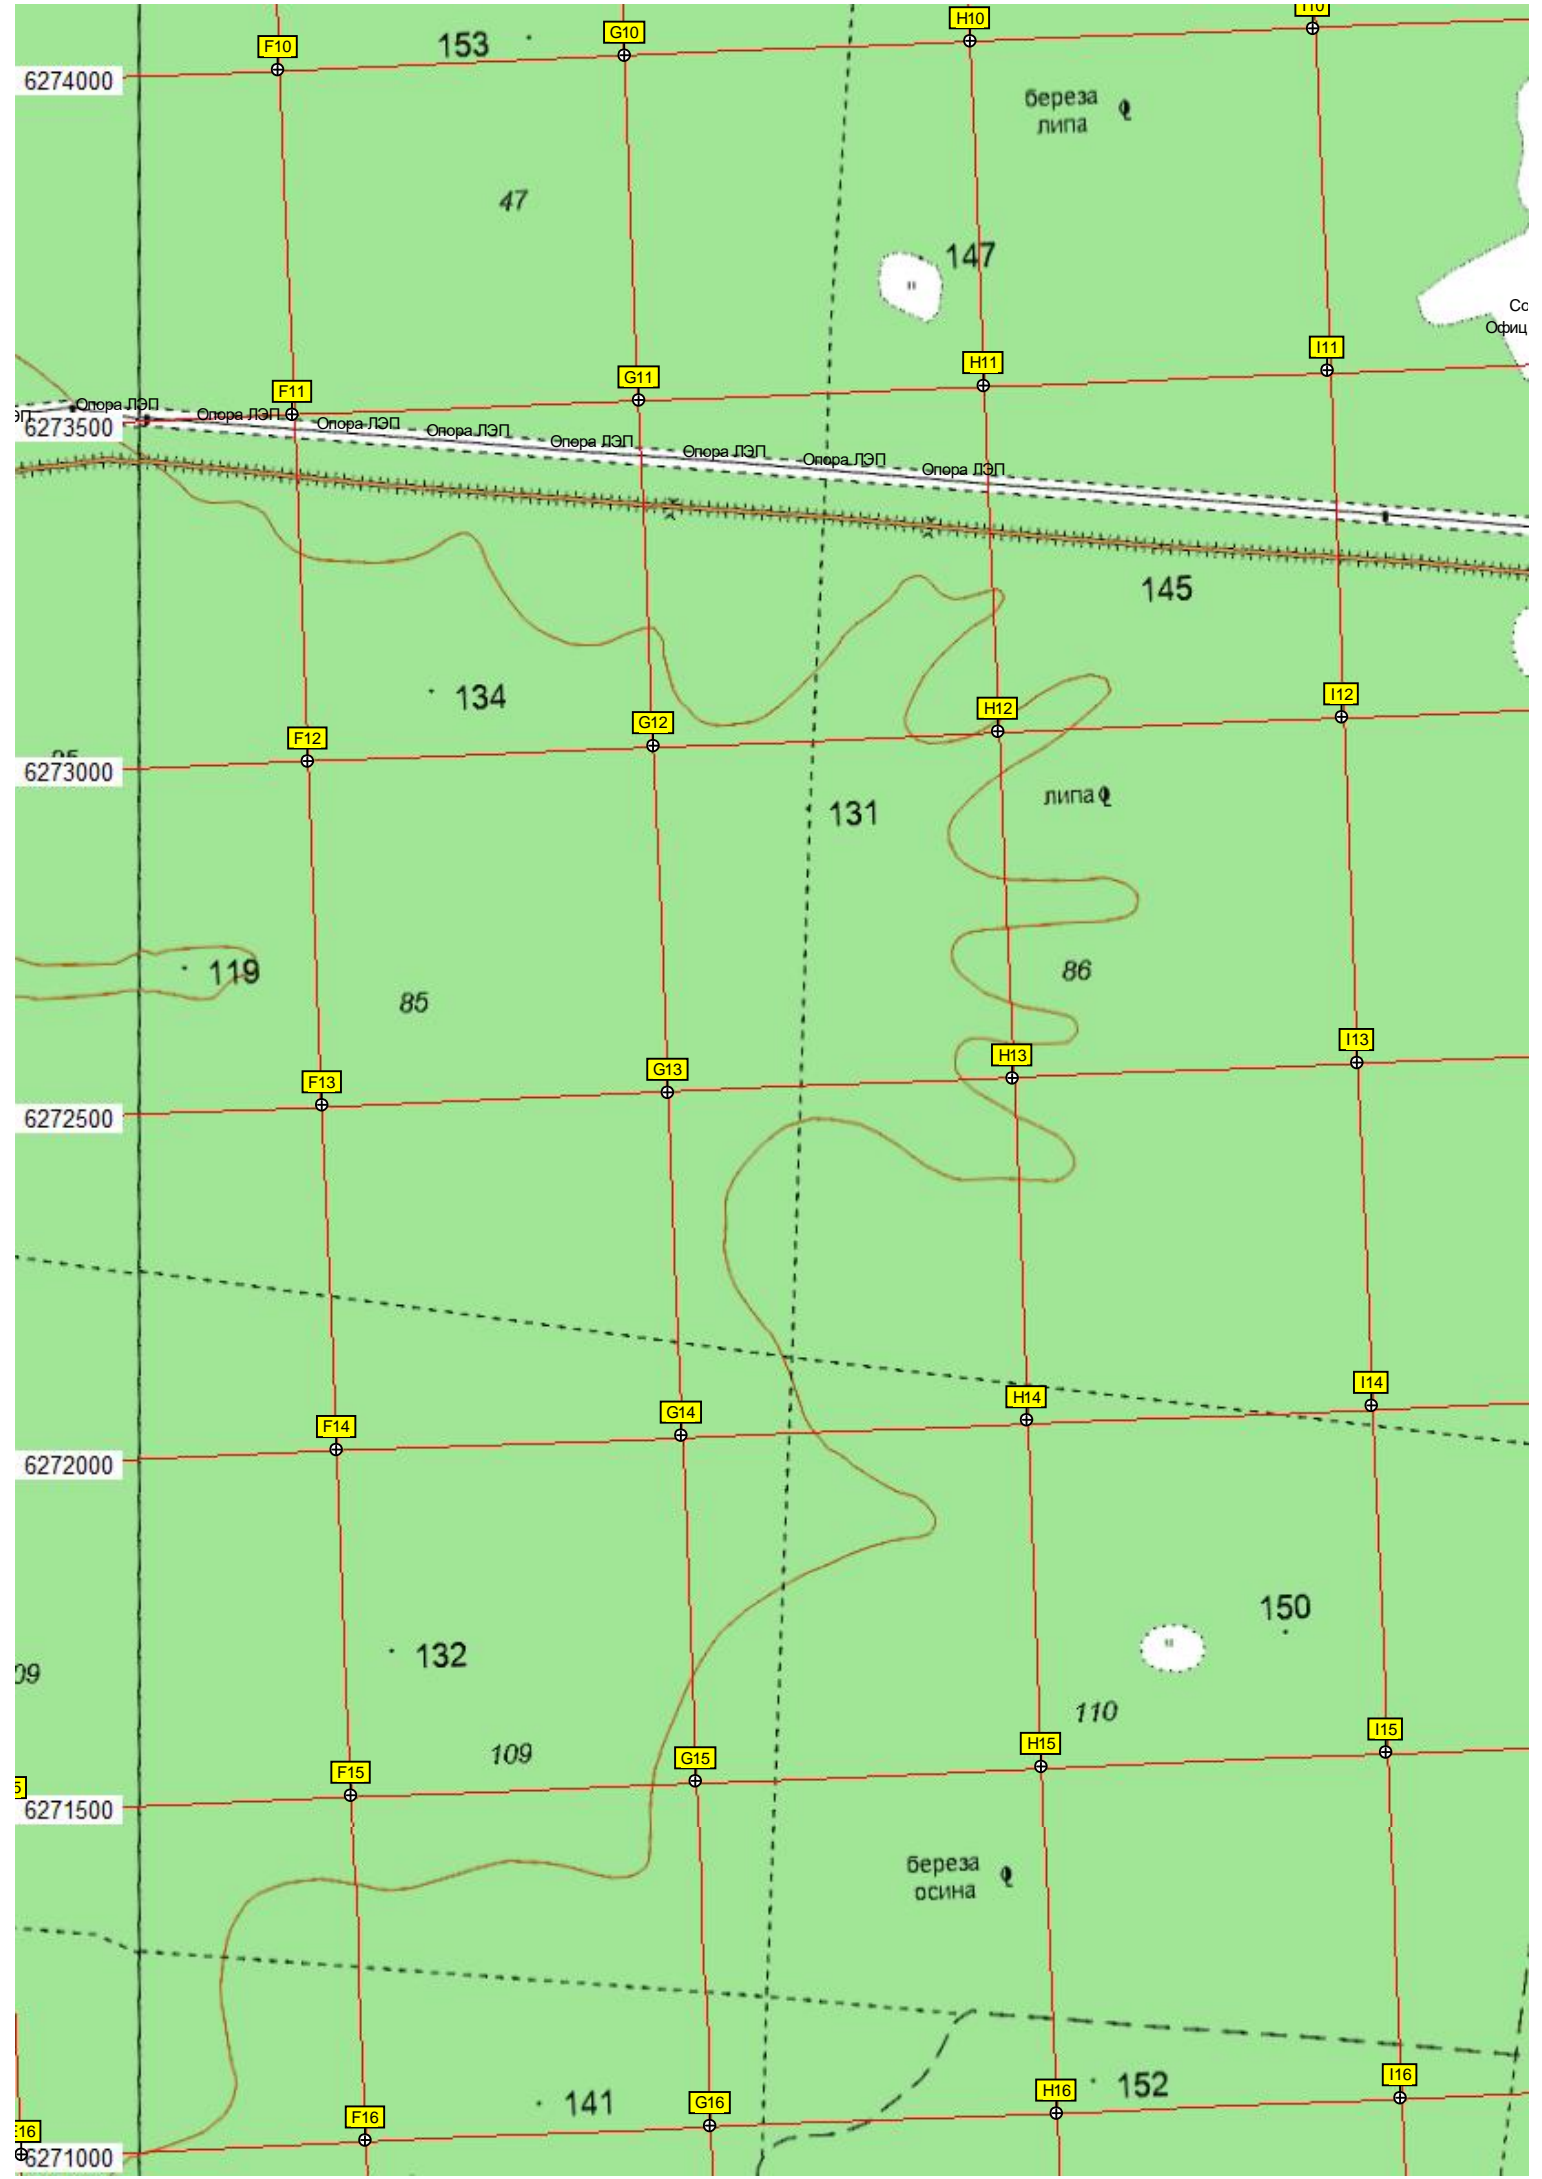 F10
G10
H10
I10
153
6274000
береза
липа
47
147
Со
Офиц
F11
G11
H11
I11
Опора ЛЭП
Опора ЛЭП
Опора ЛЭП
Опора ЛЭП
Опора ЛЭП
Опора ЛЭП
Опора ЛЭП
Опора ЛЭП
6273500
145
134
F12
G12
H12
I12
6273000
липа
131
119
85
86
F13
G13
H13
I13
6272500
F14
G14
H14
I14
6272000
150
132
09
110
109
F15
G15
H15
I15
5
6271500
береза
осина
141
152
F16
G16
H16
I16
E16
6271000